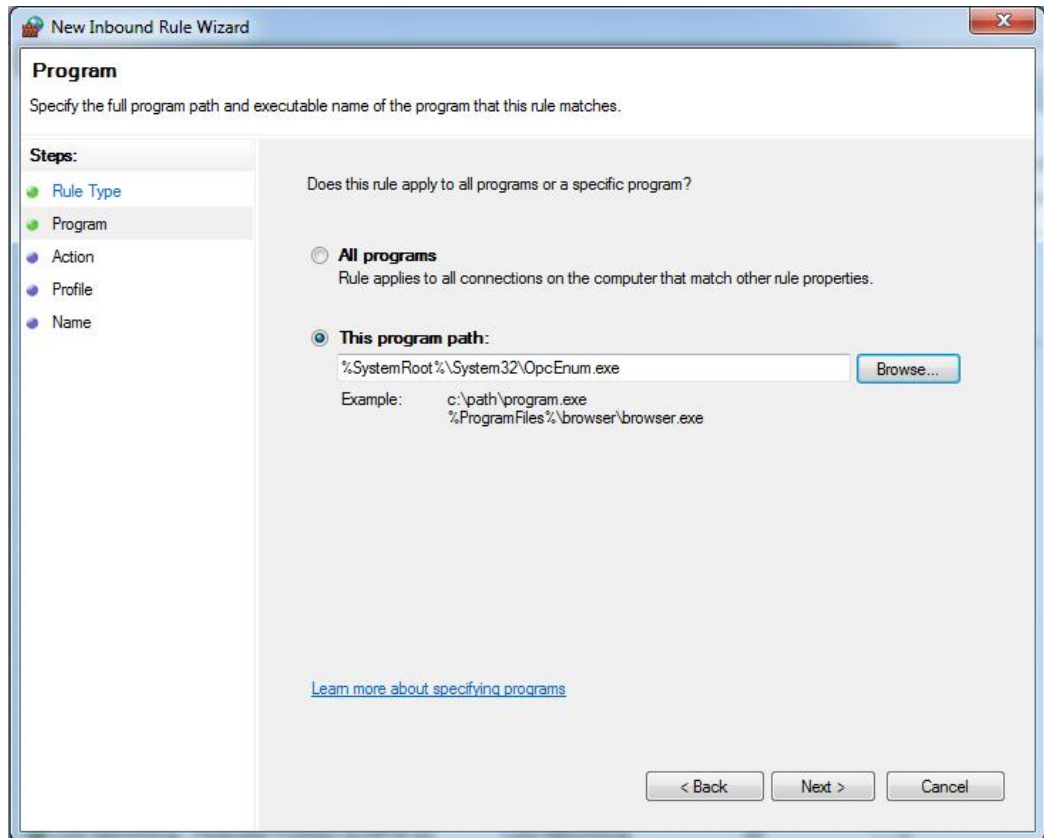 New Inbound Rule Wizard
Program
Specify the full program path and executable name of the program that this rule matches.
Steps:
Rule Type
Program
Action
Profile
Name
Does this rule apply to all programs or a specific program?
All programs
Rule applies to all connections on the computer that match other rule properties.
This program path:
%SystemRoot%\System32\OpcEnum.exe
Browse...
Example: c:\path\program.exe
%ProgramFiles%\browser\browser.exe
Learn more about specifying programs
< Back Next > Cancel